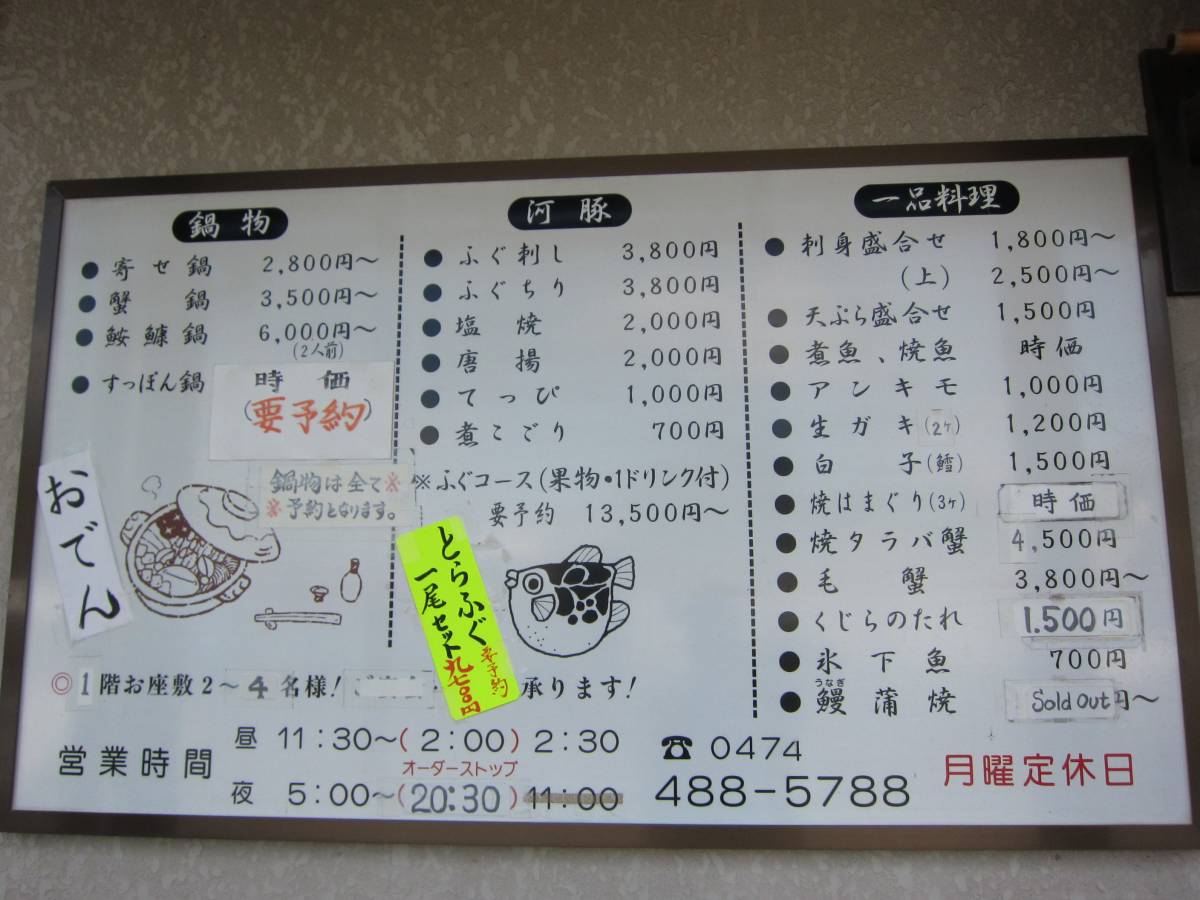 鍋物
● 寄せ鍋 2,800円～
● 蟹鍋 3,500円～
● 鮟鱇鍋 6,000円～
(2人前)
● すっぽん鍋 時価
(要予約)
鍋物は全て※
※予約となります。
おでん
河豚
● ふぐ刺し 3,800円
● ふぐちり 3,800円
● 塩焼 2,000円
● 唐揚 2,000円
● てっぴ 1,000円
● 煮こごり 700円
※ふぐコース(果物・1ドリンク付)
要予約 13,500円～
とらふぐ
一尾セット
要予約
九七〇〇円
一品料理
● 刺身盛合せ 1,800円～
(上) 2,500円～
● 天ぷら盛合せ 1,500円
● 煮魚、焼魚 時価
● アンキモ 1,000円
● 生ガキ(2ヶ) 1,200円
● 白子(鱈) 1,500円
● 焼はまぐり(3ヶ) 時価
● 焼タラバ蟹 4,500円
● 毛蟹 3,800円～
● くじらのたれ 1.500円
● 氷下魚 700円
うなぎ
● 鰻蒲焼 Sold out円～
◎1階お座敷2～4名様! 承ります!
営業時間
昼 11:30～(2:00)2:30
オーダーストップ
夜 5:00～(20:30)11:00
☎ 0474
488-5788
月曜定休日